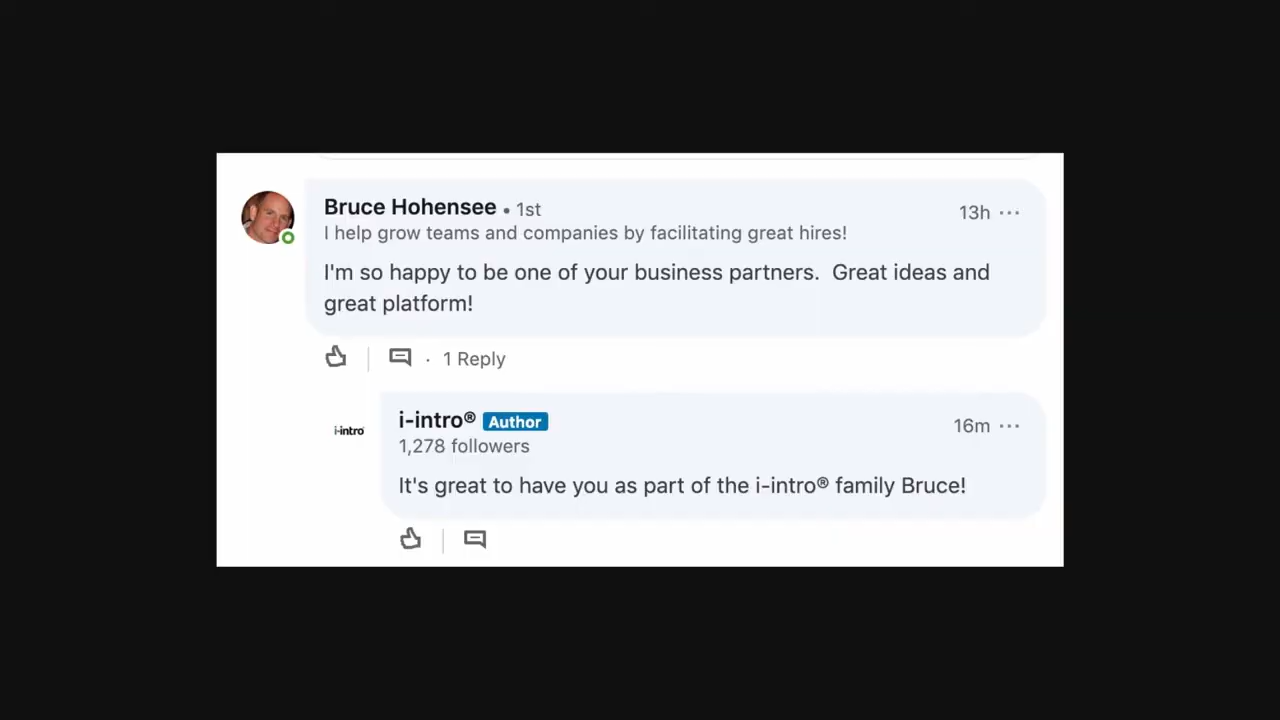 Bruce Hohensee • 1st
13h ···
I help grow teams and companies by facilitating great hires!
I'm so happy to be one of your business partners.  Great ideas and
great platform!
· 1 Reply
i-intro
i-intro® Author
16m ···
1,278 followers
It's great to have you as part of the i-intro® family Bruce!